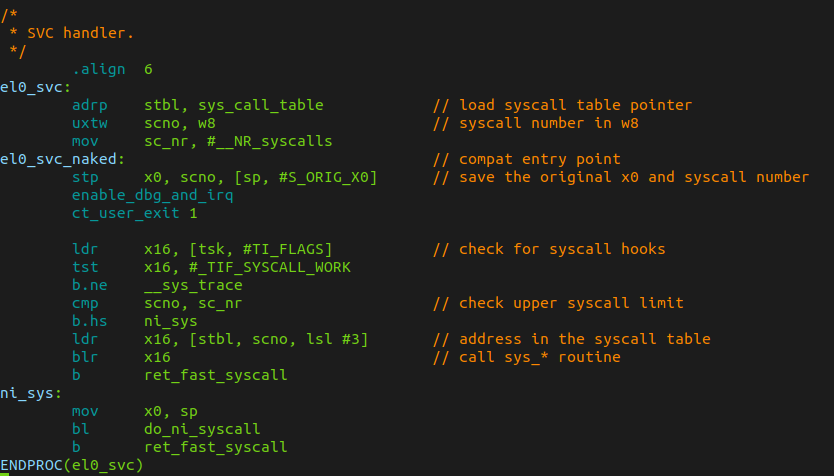 /*
 * SVC handler.
 */
        .align  6
el0_svc:
        adrp    stbl, sys_call_table            // load syscall table pointer
        uxtw    scno, w8                        // syscall number in w8
        mov     sc_nr, #__NR_syscalls
el0_svc_naked:                                  // compat entry point
        stp     x0, scno, [sp, #S_ORIG_X0]      // save the original x0 and syscall number
        enable_dbg_and_irq
        ct_user_exit 1

        ldr     x16, [tsk, #TI_FLAGS]           // check for syscall hooks
        tst     x16, #_TIF_SYSCALL_WORK
        b.ne    __sys_trace
        cmp     scno, sc_nr                     // check upper syscall limit
        b.hs    ni_sys
        ldr     x16, [stbl, scno, lsl #3]       // address in the syscall table
        blr     x16                             // call sys_* routine
        b       ret_fast_syscall
ni_sys:
        mov     x0, sp
        bl      do_ni_syscall
        b       ret_fast_syscall
ENDPROC(el0_svc)